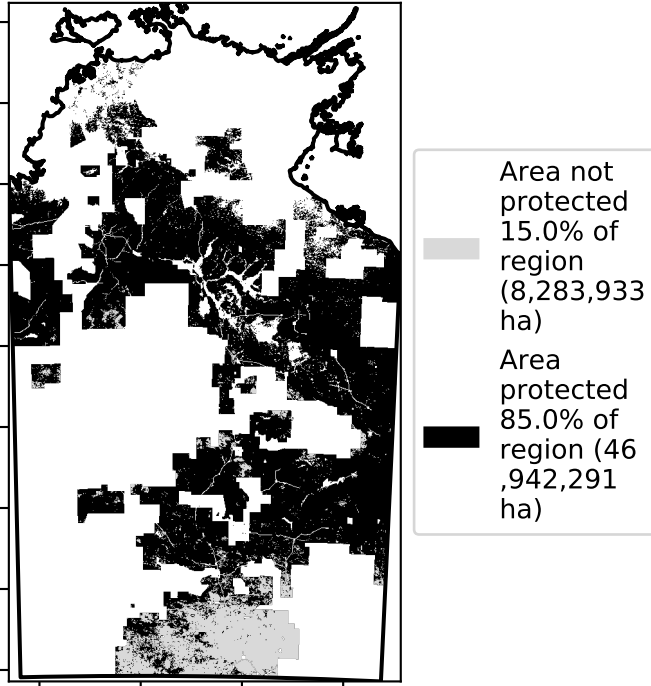 Area not
protected
15.0% of
region
(8,283,933
ha)
Area
protected
85.0% of
region (46
,942,291
ha)